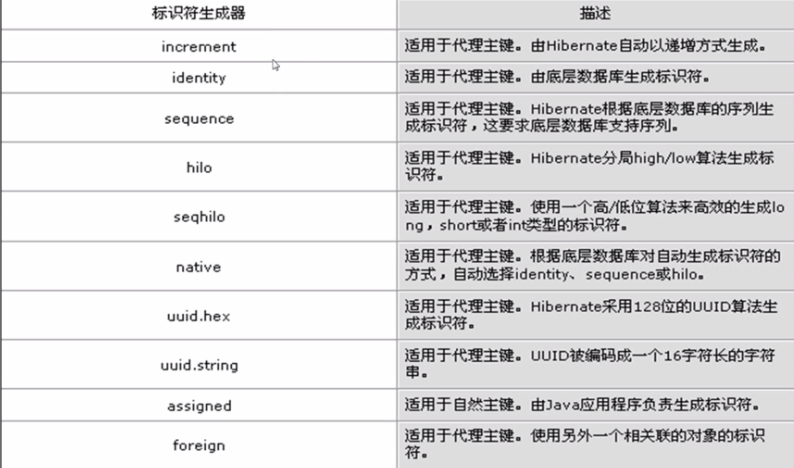 标识符生成器 描述
increment 适用于代理主键。由Hibernate自动以递增方式生成。
identity 适用于代理主键。由底层数据库生成标识符。
sequence 适用于代理主键。Hibernate根据底层数据库的序列生
成标识符，这要求底层数据库支持序列。
hilo 适用于代理主键。Hibernate分局high/low算法生成标
识符。
seqhilo 适用于代理主键。使用一个高/低位算法来高效的生成lo
ng，short或者int类型的标识符。
native 适用于代理主键。根据底层数据库对自动生成标识符的
方式，自动选择identity、sequence或hilo。
uuid.hex 适用于代理主键。Hibernate采用128位的UUID算法生
成标识符。
uuid.string 适用于代理主键。UUID被编码成一个16字符长的字符
串。
assigned 适用于自然主键。由Java应用程序负责生成标识符。
foreign 适用于代理主键。使用另外一个相关联的对象的标识
符。